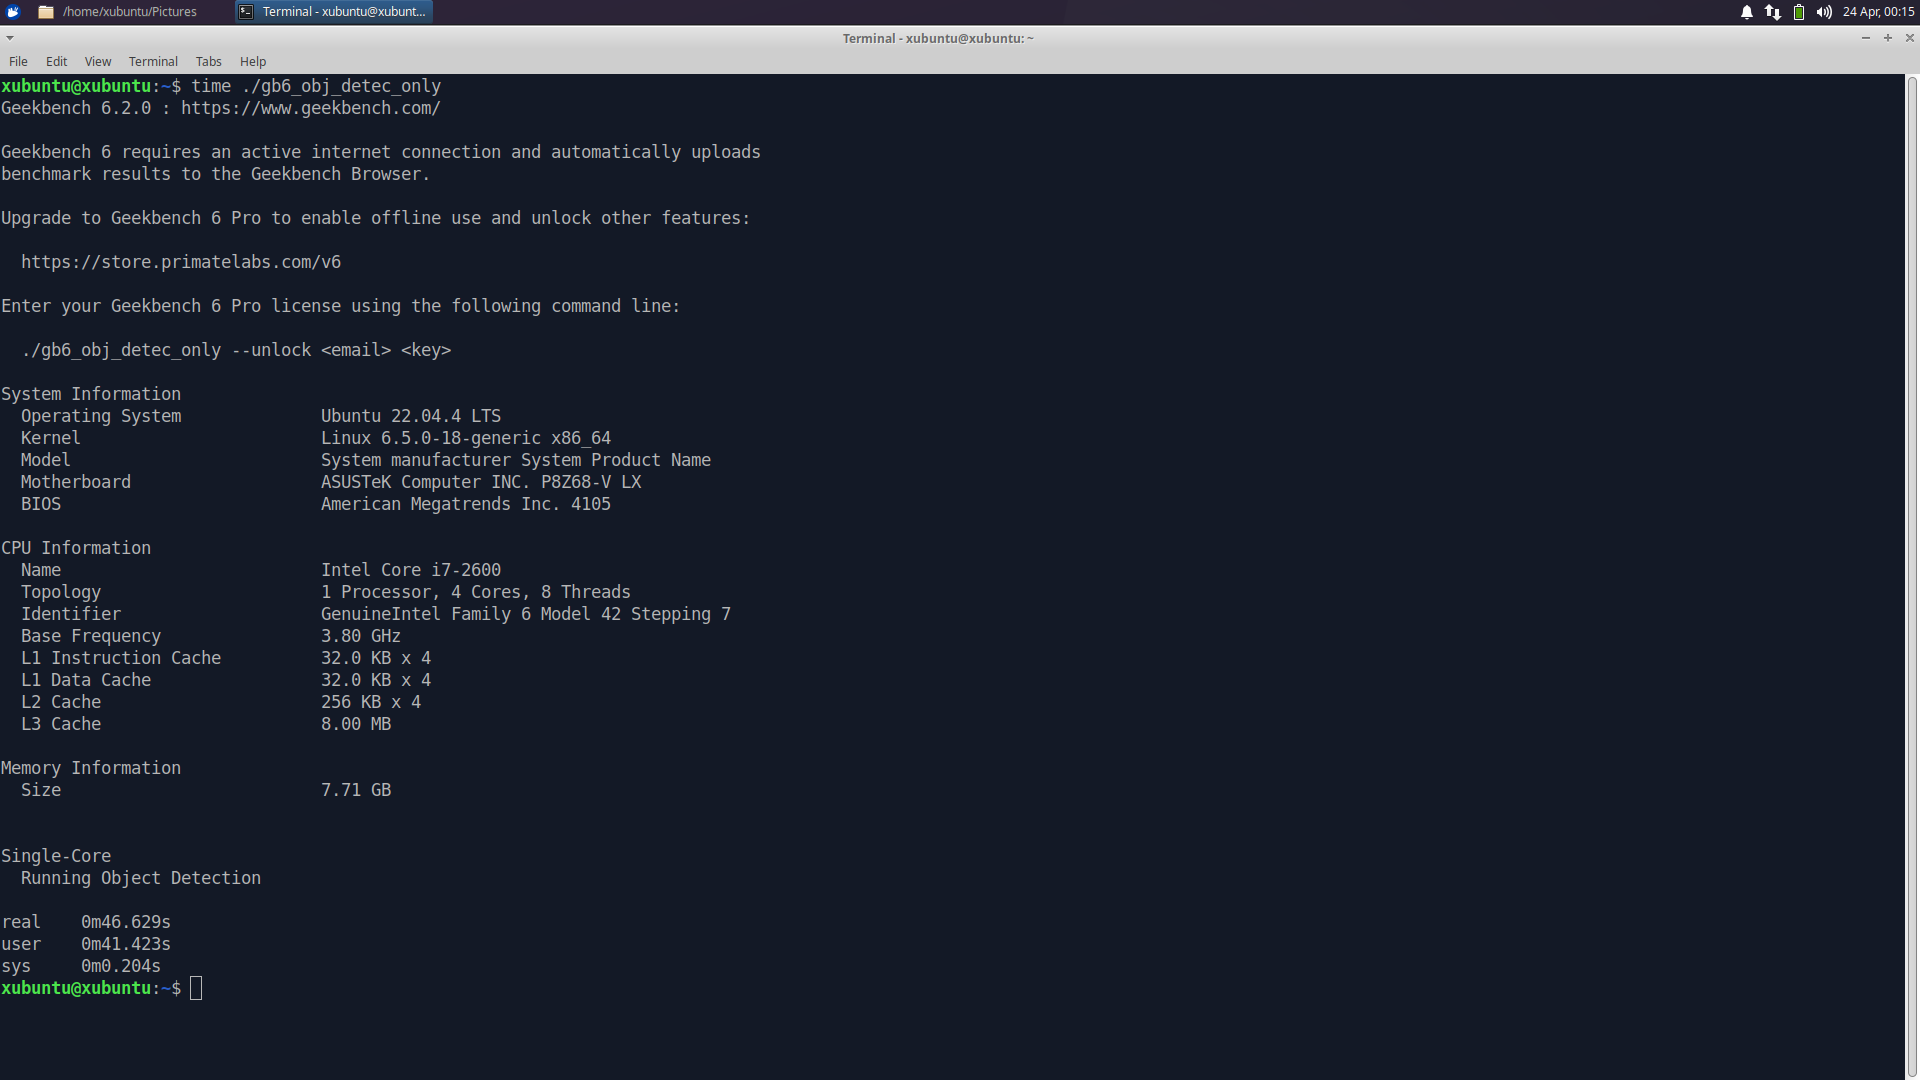 /home/xubuntu/Pictures
Terminal - xubuntu@xubunt...
24 Apr, 00:15
Terminal - xubuntu@xubuntu: ~
File Edit View Terminal Tabs Help
xubuntu@xubuntu:~$ time ./gb6_obj_detec_only
Geekbench 6.2.0 : https://www.geekbench.com/
Geekbench 6 requires an active internet connection and automatically uploads
benchmark results to the Geekbench Browser.
Upgrade to Geekbench 6 Pro to enable offline use and unlock other features:
https://store.primatelabs.com/v6
Enter your Geekbench 6 Pro license using the following command line:
./gb6_obj_detec_only --unlock <email> <key>
System Information
Operating System Ubuntu 22.04.4 LTS
Kernel Linux 6.5.0-18-generic x86_64
Model System manufacturer System Product Name
Motherboard ASUSTeK Computer INC. P8Z68-V LX
BIOS American Megatrends Inc. 4105
CPU Information
Name Intel Core i7-2600
Topology 1 Processor, 4 Cores, 8 Threads
Identifier GenuineIntel Family 6 Model 42 Stepping 7
Base Frequency 3.80 GHz
L1 Instruction Cache 32.0 KB x 4
L1 Data Cache 32.0 KB x 4
L2 Cache 256 KB x 4
L3 Cache 8.00 MB
Memory Information
Size 7.71 GB
Single-Core
Running Object Detection
real 0m46.629s
user 0m41.423s
sys 0m0.204s
xubuntu@xubuntu:~$